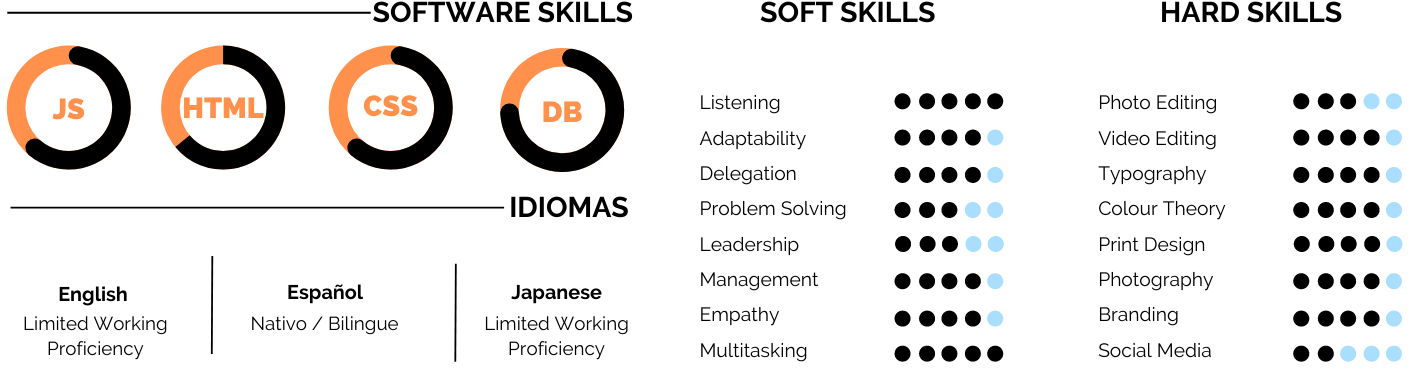 SOFTWARE SKILLS
JS
HTML
CSS
DB
IDIOMAS
English
Limited Working
Proficiency
Español
Nativo / Bilingue
Japanese
Limited Working
Proficiency
SOFT SKILLS
Listening
Adaptability
Delegation
Problem Solving
Leadership
Management
Empathy
Multitasking
HARD SKILLS
Photo Editing
Video Editing
Typography
Colour Theory
Print Design
Photography
Branding
Social Media